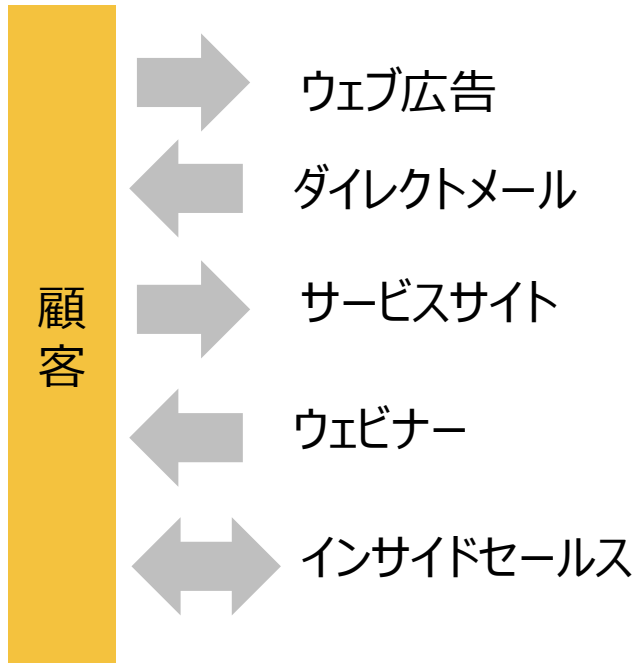 顧客
ウェブ広告
ダイレクトメール
サービスサイト
ウェビナー
インサイドセールス